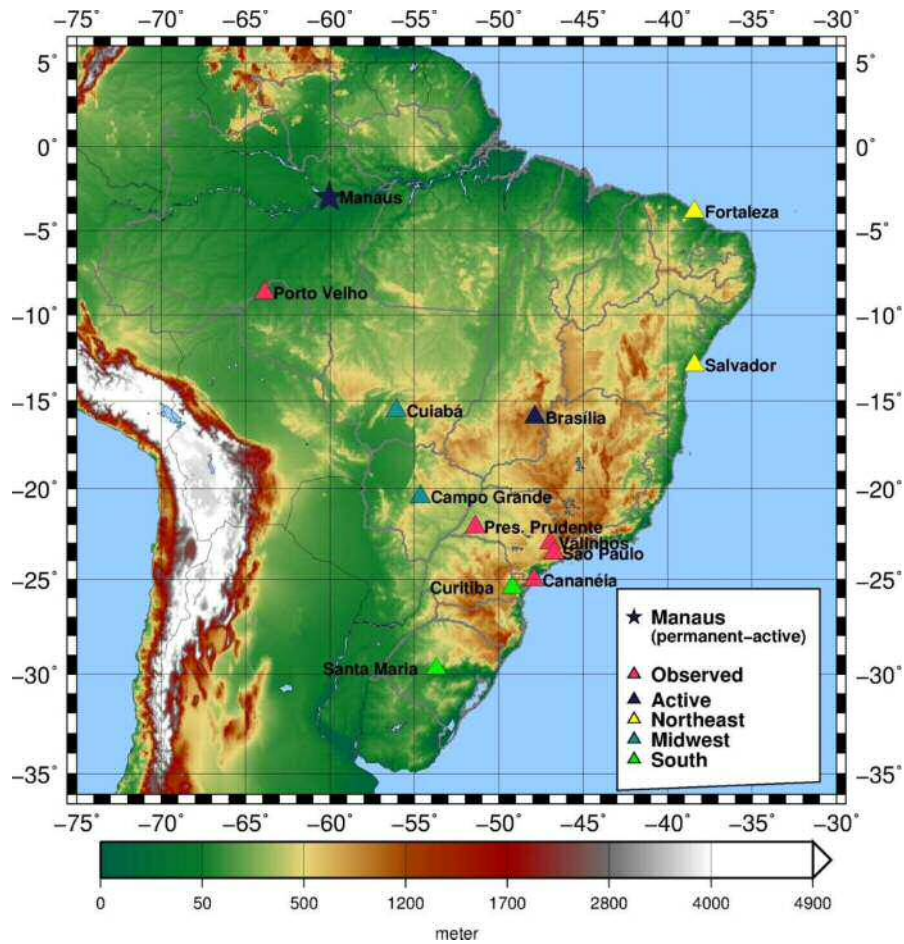 −75° −70° −65° −60° −55° −50° −45° −40° −35° −30°
5° 5°
0° 0°
Manaus
Fortaleza
−5° −5°
Porto Velho
−10° −10°
Salvador
−15° −15°
Cuiabá
Brasília
−20° −20°
Campo Grande
Pres. Prudente
Valinhos
São Paulo
−25° −25°
Cananéia
Curitiba
Manaus
(permanent−active)
Santa Maria
−30° −30°
Observed
Active
Northeast
Midwest
South
−35° −35°
−75° −70° −65° −60° −55° −50° −45° −40° −35° −30°
0 50 500 1200 1700 2800 4000 4900
meter